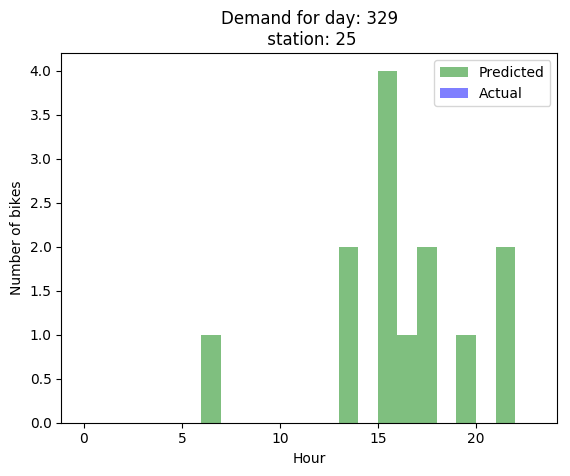 Demand for day: 329
station: 25
Predicted
Actual
Number of bikes
4.0
3.5
3.0
2.5
2.0
1.5
1.0
0.5
0.0
0 5 10 15 20
Hour